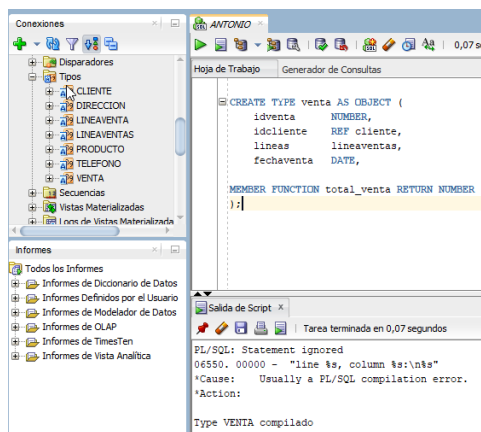 Conexiones
Disparadores
Tipos
CLIENTE
DIRECCION
LINEAVENTA
LINEAVENTAS
PRODUCTO
TELEFONO
VENTA
Secuencias
Vistas Materializadas
Logs de Vistas Materializada
Informes
Todos los Informes
Informes de Diccionario de Datos
Informes Definidos por el Usuario
Informes de Modelador de Datos
Informes de OLAP
Informes de TimesTen
Informes de Vista Analítica
ANTONIO
0,07 se
Hoja de Trabajo Generador de Consultas
CREATE TYPE venta AS OBJECT (
idventa NUMBER,
idcliente REF cliente,
lineas lineaventas,
fechaventa DATE,
MEMBER FUNCTION total_venta RETURN NUMBER
);
Salida de Script x
Tarea terminada en 0,07 segundos
PL/SQL: Statement ignored
06550. 00000 - "line %s, column %s:\n%s"
*Cause: Usually a PL/SQL compilation error.
*Action:
Type VENTA compilado